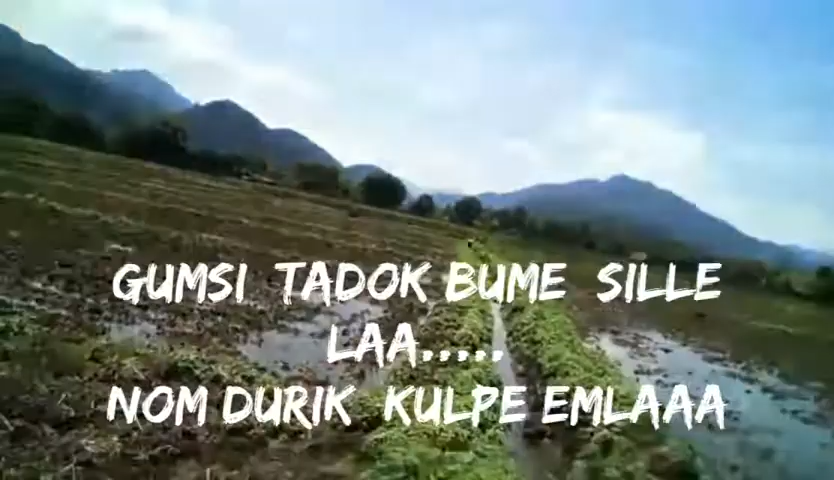 GUMSI TADOK BUME SILLE
LAA.....
NOM DURIK KULPE EMLAAA